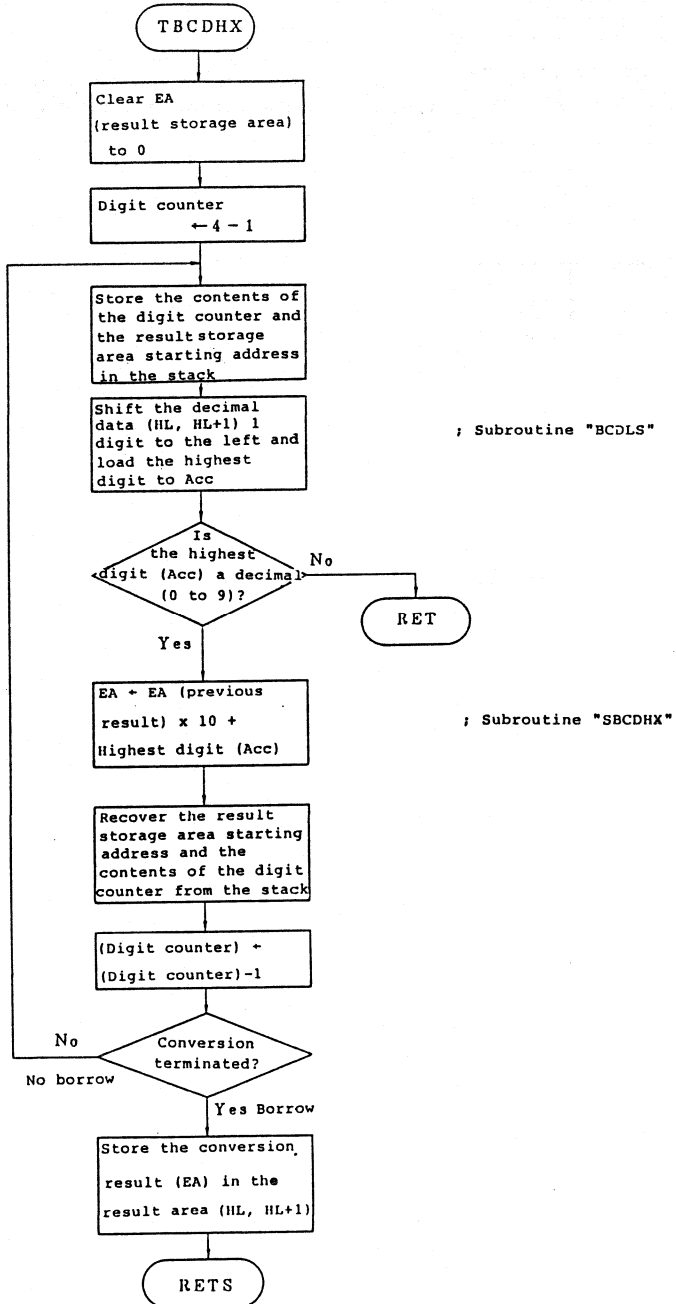 TBCDHX
Clear EA
(result storage area)
to 0
Digit counter
← 4 - 1
Store the contents of
the digit counter and
the result storage
area starting address
in the stack
Shift the decimal
data (HL, HL+1) 1
digit to the left and
load the highest
digit to Acc
; Subroutine "BCDLS"
Is
the highest
digit (Acc) a decimal
(0 to 9)?
No
RET
Yes
EA ← EA (previous
result) x 10 +
Highest digit (Acc)
; Subroutine "SBCDHX"
Recover the result
storage area starting
address and the
contents of the digit
counter from the stack
(Digit counter) ←
(Digit counter)-1
Conversion
terminated?
No
No borrow
Yes Borrow
Store the conversion
result (EA) in the
result area (HL, HL+1)
RETS